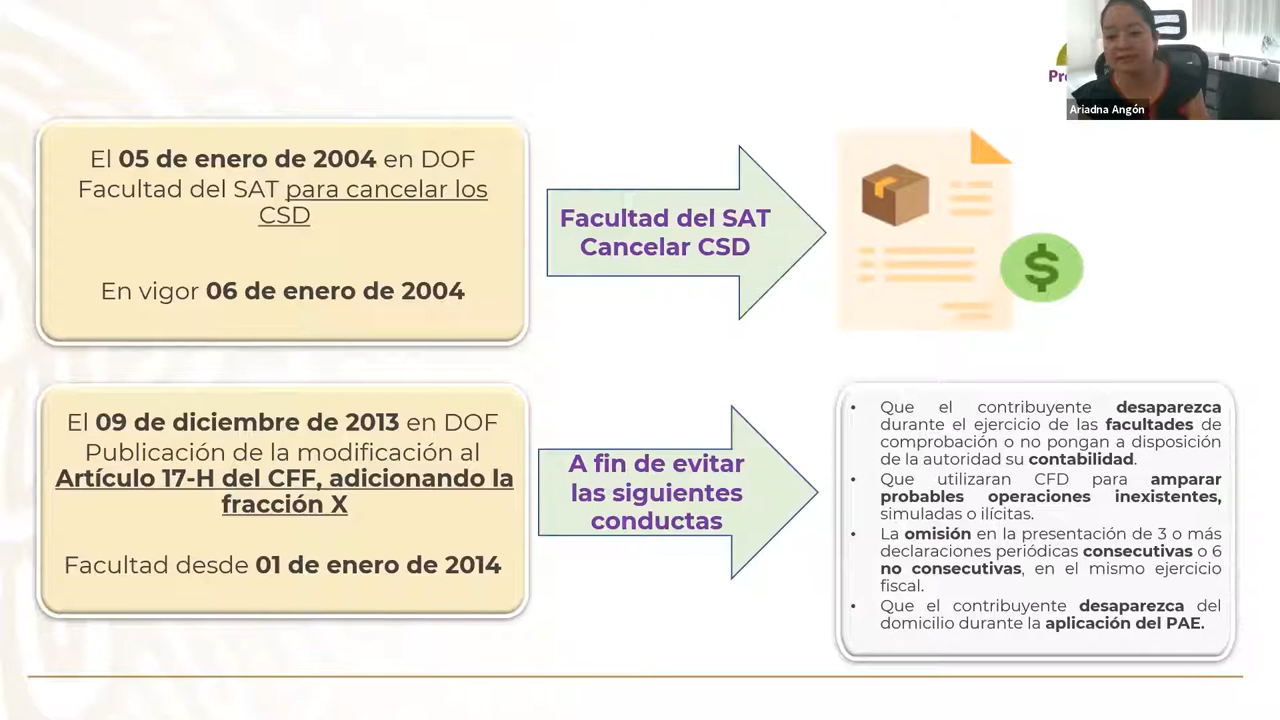 El 05 de enero de 2004 en DOF
Facultad del SAT para cancelar los
CSD
En vigor 06 de enero de 2004
Facultad del SAT
Cancelar CSD
$
Ariadna Angón
El 09 de diciembre de 2013 en DOF
Publicación de la modificación al
Artículo 17-H del CFF, adicionando la
fracción X
Facultad desde 01 de enero de 2014
A fin de evitar
las siguientes
conductas
• Que el contribuyente desaparezca
durante el ejercicio de las facultades de
comprobación o no pongan a disposición
de la autoridad su contabilidad.
• Que utilizaran CFD para amparar
probables operaciones inexistentes,
simuladas o ilícitas.
• La omisión en la presentación de 3 o más
declaraciones periódicas consecutivas o 6
no consecutivas, en el mismo ejercicio
fiscal.
• Que el contribuyente desaparezca del
domicilio durante la aplicación del PAE.